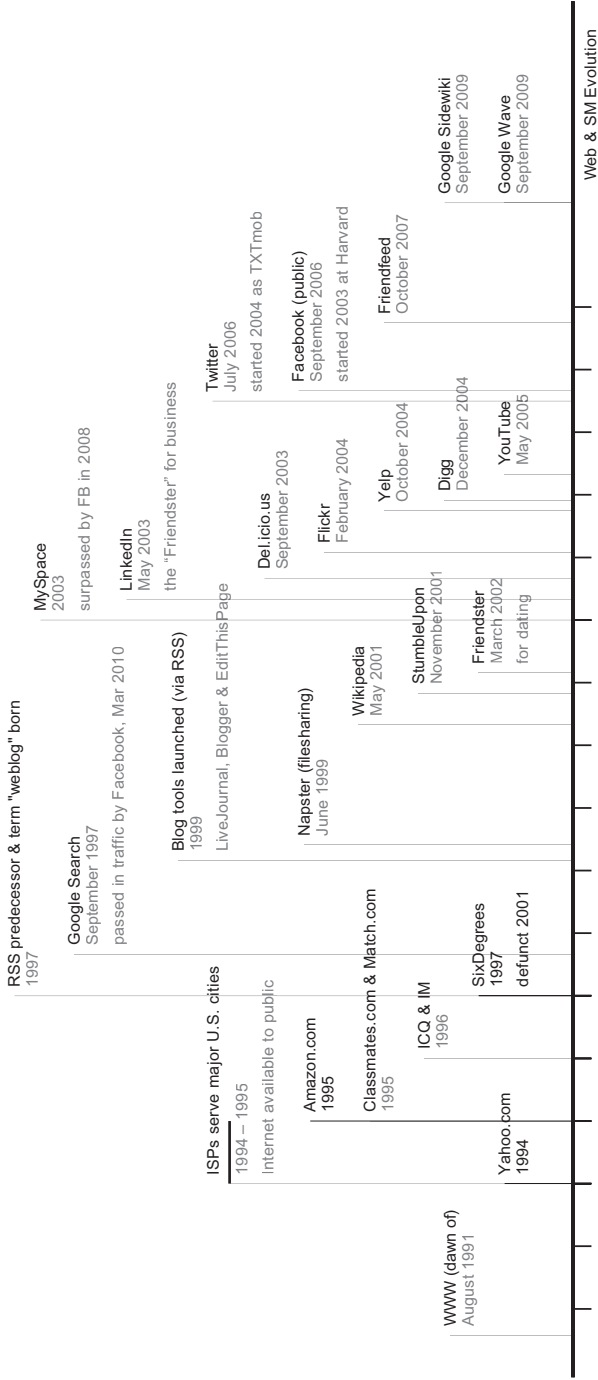 WWW (dawn of)
August 1991
ISPs serve major U.S. cities
1994 – 1995
Internet available to public
Yahoo.com
1994
Amazon.com
1995
Classmates.com & Match.com
1995
ICQ & IM
1996
RSS predecessor & term "weblog" born
1997
SixDegrees
1997
defunct 2001
Google Search
September 1997
passed in traffic by Facebook, Mar 2010
Blog tools launched (via RSS)
1999
LiveJournal, Blogger & EditThisPage
Napster (filesharing)
June 1999
Wikipedia
May 2001
StumbleUpon
November 2001
Friendster
March 2002
for dating
MySpace
2003
surpassed by FB in 2008
LinkedIn
May 2003
the “Friendster” for business
Del.icio.us
September 2003
Flickr
February 2004
Yelp
October 2004
Digg
December 2004
YouTube
May 2005
Twitter
July 2006
started 2004 as TXTmob
Facebook (public)
September 2006
started 2003 at Harvard
Friendfeed
October 2007
Google Sidewiki
September 2009
Google Wave
September 2009
Web & SM Evolution